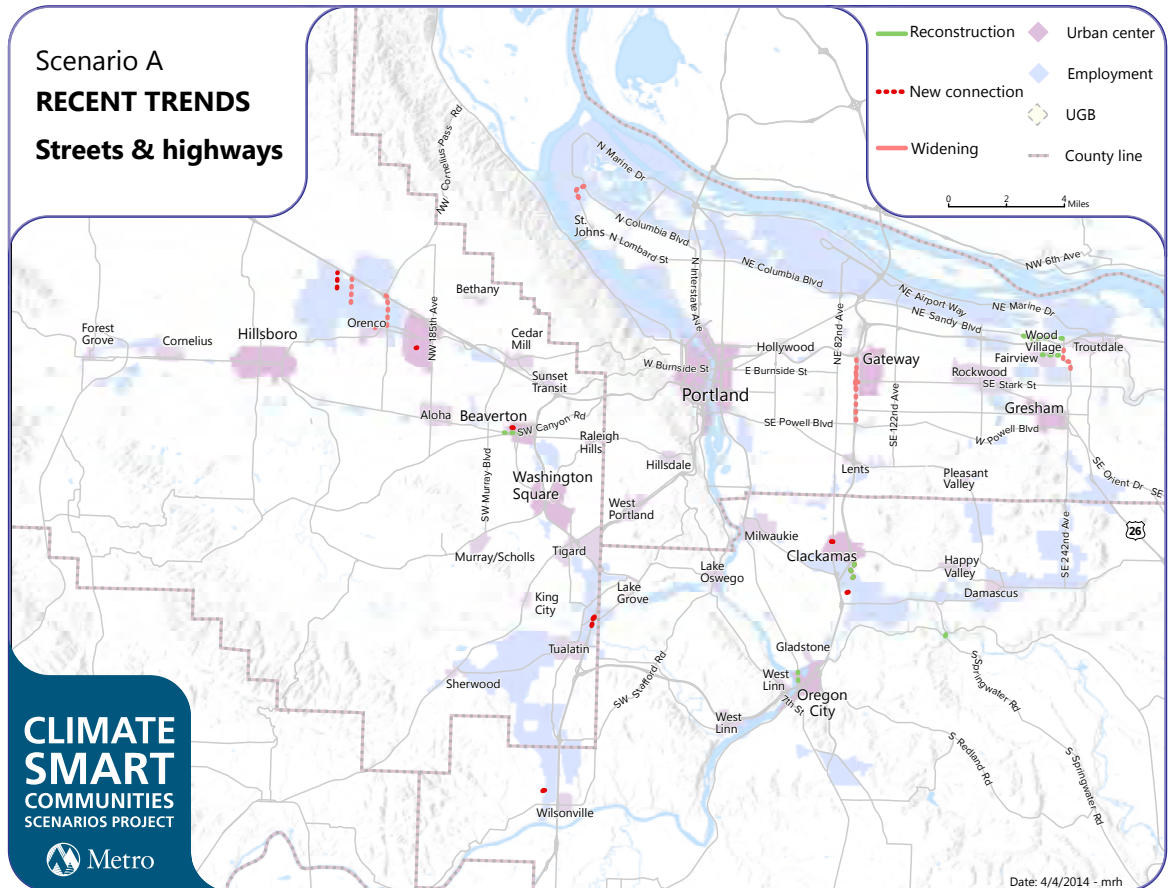 Scenario A
RECENT TRENDS
Streets & highways
Reconstruction
New connection
Widening
Urban center
Employment
UGB
County line
0 2 4 Miles
NW Cornelius Pass Rd
N Marine Dr
St.
Johns
N Columbia Blvd
N Lombard St
NE Columbia Blvd
N Interstate Ave
NW 6th Ave
NE Airport Way
NE Marine Dr
NE Sandy Blvd
NE 82nd Ave
Bethany
Orenco
NW 185th Ave
Forest
Grove
Cornelius
Hillsboro
Cedar
Mill
Sunset
Transit
W Burnside St
Hollywood
E Burnside St
Gateway
Wood
Village
Fairview
Troutdale
Rockwood
SE Stark St
Portland
Aloha
Beaverton
SW Canyon Rd
SE Powell Blvd
SE 122nd Ave
Gresham
W Powell Blvd
Raleigh
Hills
Hillsdale
Lents
Pleasant
Valley
SE Orient Dr
SE
SW Murray Blvd
Washington
Square
West
Portland
26
Murray/Scholls
Tigard
Milwaukie
Clackamas
SE 242nd Ave
Happy
Valley
Damascus
Lake
Oswego
Lake
Grove
King
City
Tualatin
Gladstone
Sherwood
SW Stafford Rd
West
Linn
7th St
Oregon
City
West
Linn
S Springwater Rd
S Redland Rd
S Springwater Rd
Wilsonville
CLIMATE
SMART
COMMUNITIES
SCENARIOS PROJECT
Metro
Date: 4/4/2014 - mrh